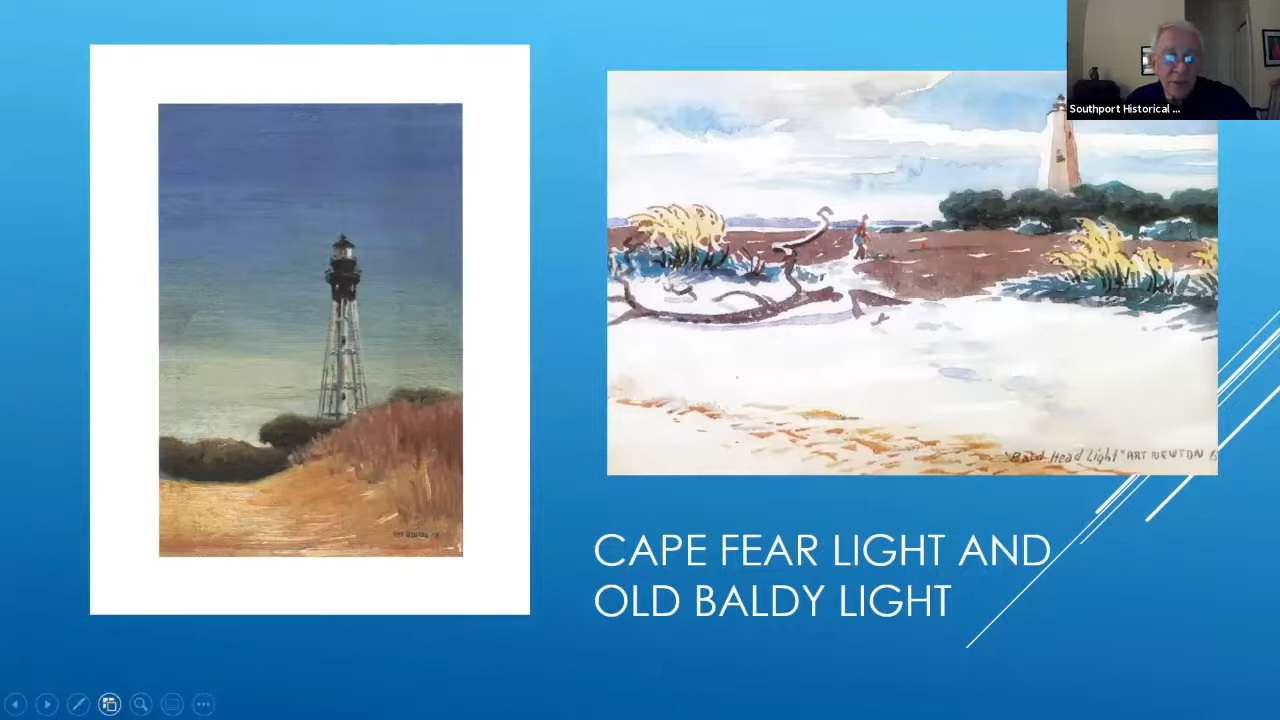 Southport Historical ...
"Bald Head Light" ART NEWTON
CAPE FEAR LIGHT AND
OLD BALDY LIGHT